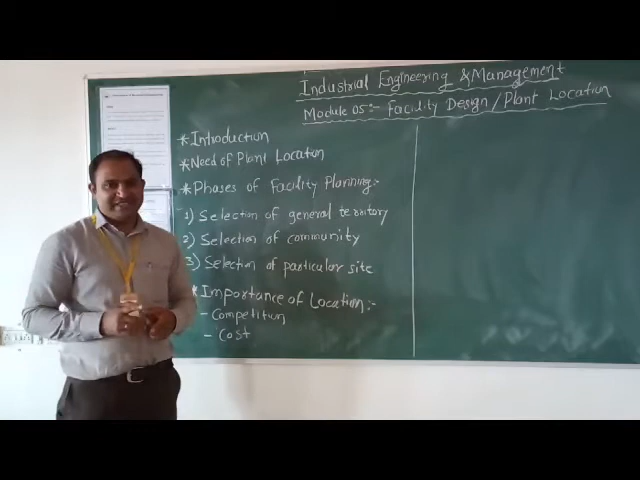 Industrial Engineering & Management
Module 05:- Facility Design / Plant Location
*Introduction
*Need of Plant Location
*Phases of Facility Planning:-
1) Selection of general territory
2) Selection of community
3) Selection of particular site
*Importance of Location:-
- Competition
- Cost